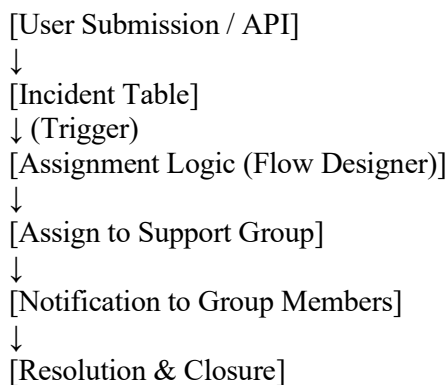 [User Submission / API]
↓
[Incident Table]
↓ (Trigger)
[Assignment Logic (Flow Designer)]
↓
[Assign to Support Group]
↓
[Notification to Group Members]
↓
[Resolution & Closure]